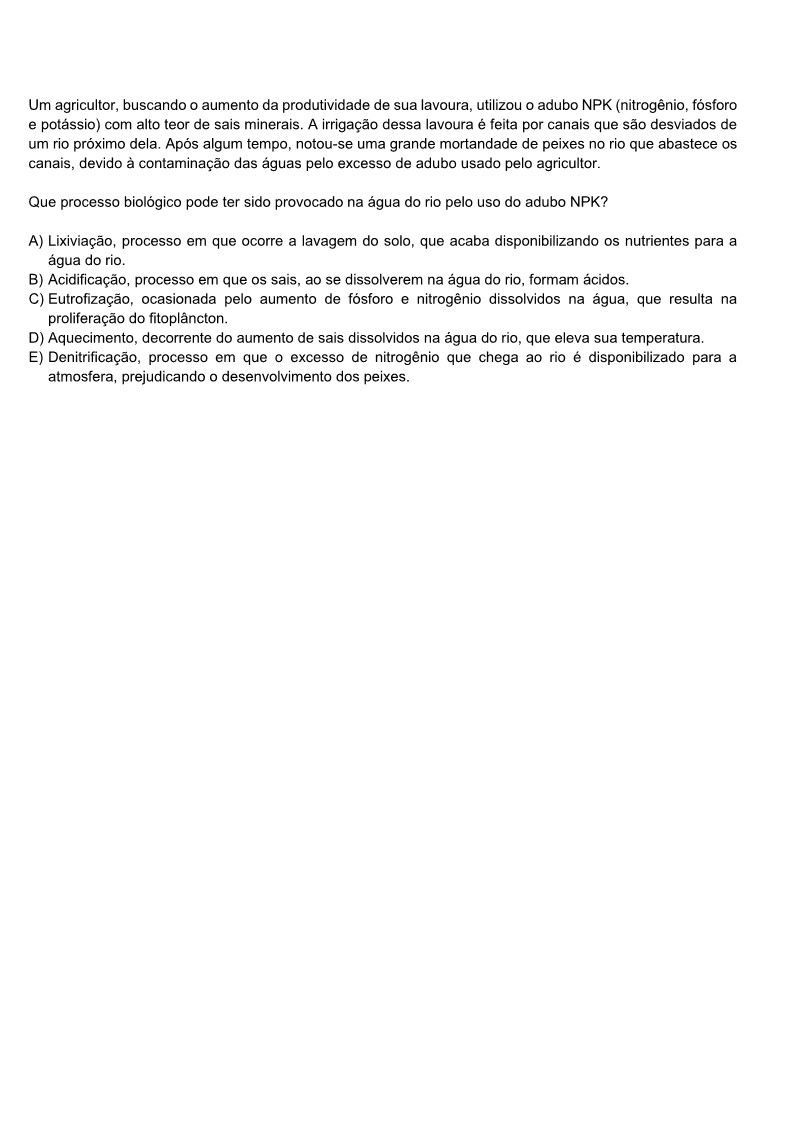 Um agricultor, buscando o aumento da produtividade de sua lavoura, utilizou o adubo NPK (nitrogênio, fósforo
e potássio) com alto teor de sais minerais. A irrigação dessa lavoura é feita por canais que são desviados de
um rio próximo dela. Após algum tempo, notou-se uma grande mortandade de peixes no rio que abastece os
canais, devido à contaminação das águas pelo excesso de adubo usado pelo agricultor.
Que processo biológico pode ter sido provocado na água do rio pelo uso do adubo NPK?
A) Lixiviação, processo em que ocorre a lavagem do solo, que acaba disponibilizando os nutrientes para a
água do rio.
B) Acidificação, processo em que os sais, ao se dissolverem na água do rio, formam ácidos.
C) Eutrofização, ocasionada pelo aumento de fósforo e nitrogênio dissolvidos na água, que resulta na
proliferação do fitoplâncton.
D) Aquecimento, decorrente do aumento de sais dissolvidos na água do rio, que eleva sua temperatura.
E) Denitrificação, processo em que o excesso de nitrogênio que chega ao rio é disponibilizado para a
atmosfera, prejudicando o desenvolvimento dos peixes.